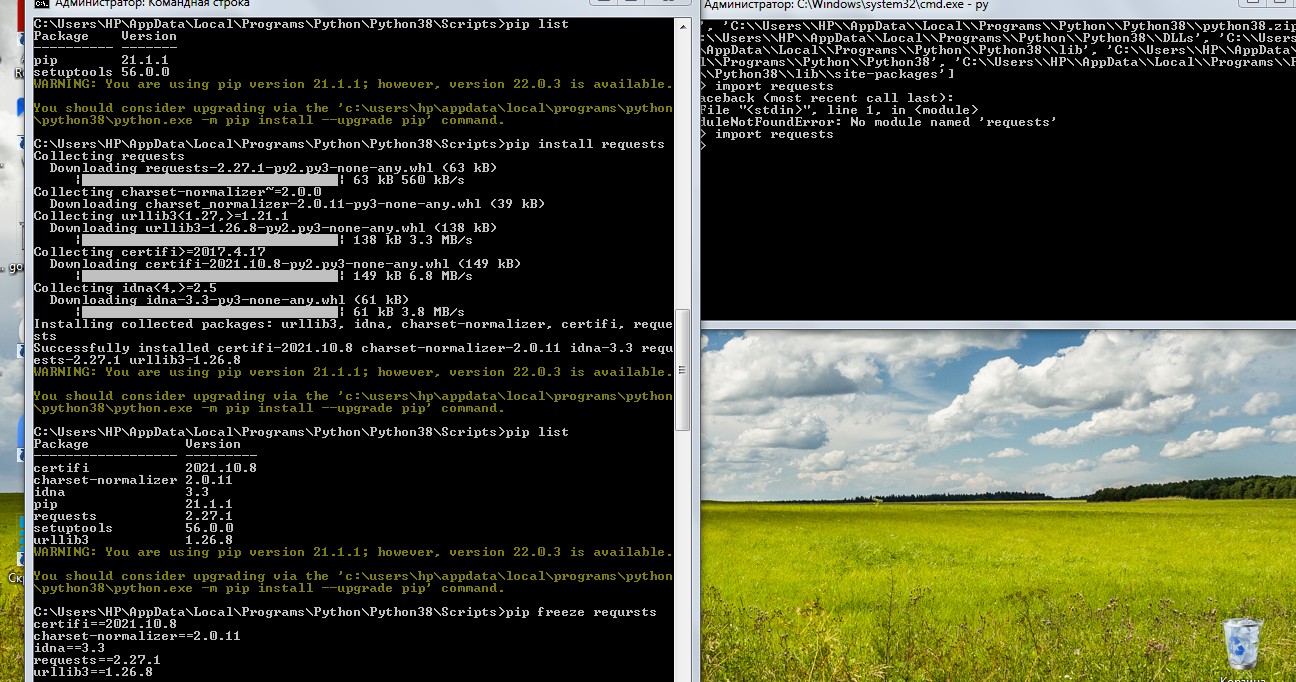 Администратор: Командная строка
C:\Users\HP\AppData\Local\Programs\Python\Python38\Scripts>pip list
Package    Version
---------- -------
pip        21.1.1
setuptools 56.0.0
WARNING: You are using pip version 21.1.1; however, version 22.0.3 is available.
You should consider upgrading via the 'c:\users\hp\appdata\local\programs\python
\python38\python.exe -m pip install --upgrade pip' command.
C:\Users\HP\AppData\Local\Programs\Python\Python38\Scripts>pip install requests
Collecting requests
  Downloading requests-2.27.1-py2.py3-none-any.whl (63 kB)
     |                                | 63 kB 560 kB/s
Collecting charset-normalizer~=2.0.0
  Downloading charset_normalizer-2.0.11-py3-none-any.whl (39 kB)
Collecting urllib3<1.27,>=1.21.1
  Downloading urllib3-1.26.8-py2.py3-none-any.whl (138 kB)
     |                                | 138 kB 3.3 MB/s
Collecting certifi>=2017.4.17
  Downloading certifi-2021.10.8-py2.py3-none-any.whl (149 kB)
     |                                | 149 kB 6.8 MB/s
Collecting idna<4,>=2.5
  Downloading idna-3.3-py3-none-any.whl (61 kB)
     |                                | 61 kB 3.8 MB/s
Installing collected packages: urllib3, idna, charset-normalizer, certifi, reque
sts
Successfully installed certifi-2021.10.8 charset-normalizer-2.0.11 idna-3.3 requ
ests-2.27.1 urllib3-1.26.8
WARNING: You are using pip version 21.1.1; however, version 22.0.3 is available.
You should consider upgrading via the 'c:\users\hp\appdata\local\programs\python
\python38\python.exe -m pip install --upgrade pip' command.
C:\Users\HP\AppData\Local\Programs\Python\Python38\Scripts>pip list
Package            Version
------------------ ---------
certifi            2021.10.8
charset-normalizer 2.0.11
idna               3.3
pip                21.1.1
requests           2.27.1
setuptools         56.0.0
urllib3            1.26.8
WARNING: You are using pip version 21.1.1; however, version 22.0.3 is available.
You should consider upgrading via the 'c:\users\hp\appdata\local\programs\python
\python38\python.exe -m pip install --upgrade pip' command.
C:\Users\HP\AppData\Local\Programs\Python\Python38\Scripts>pip freeze reqursts
certifi==2021.10.8
charset-normalizer==2.0.11
idna==3.3
requests==2.27.1
urllib3==1.26.8
Администратор: C:\Windows\system32\cmd.exe - py
', 'C:\\Users\\HP\\AppData\\Local\\Programs\\Python\\Python38\\python38.zip
:\\Users\\HP\\AppData\\Local\\Programs\\Python\\Python38\\DLLs', 'C:\\Users
AppData\\Local\\Programs\\Python\\Python38\\lib', 'C:\\Users\\HP\\AppData\\
l\\Programs\\Python\\Python38', 'C:\\Users\\HP\\AppData\\Local\\Programs\\P
\\Python38\\lib\\site-packages']
> import requests
aceback (most recent call last):
File "<stdin>", line 1, in <module>
duleNotFoundError: No module named 'requests'
> import requests
>
Корзина